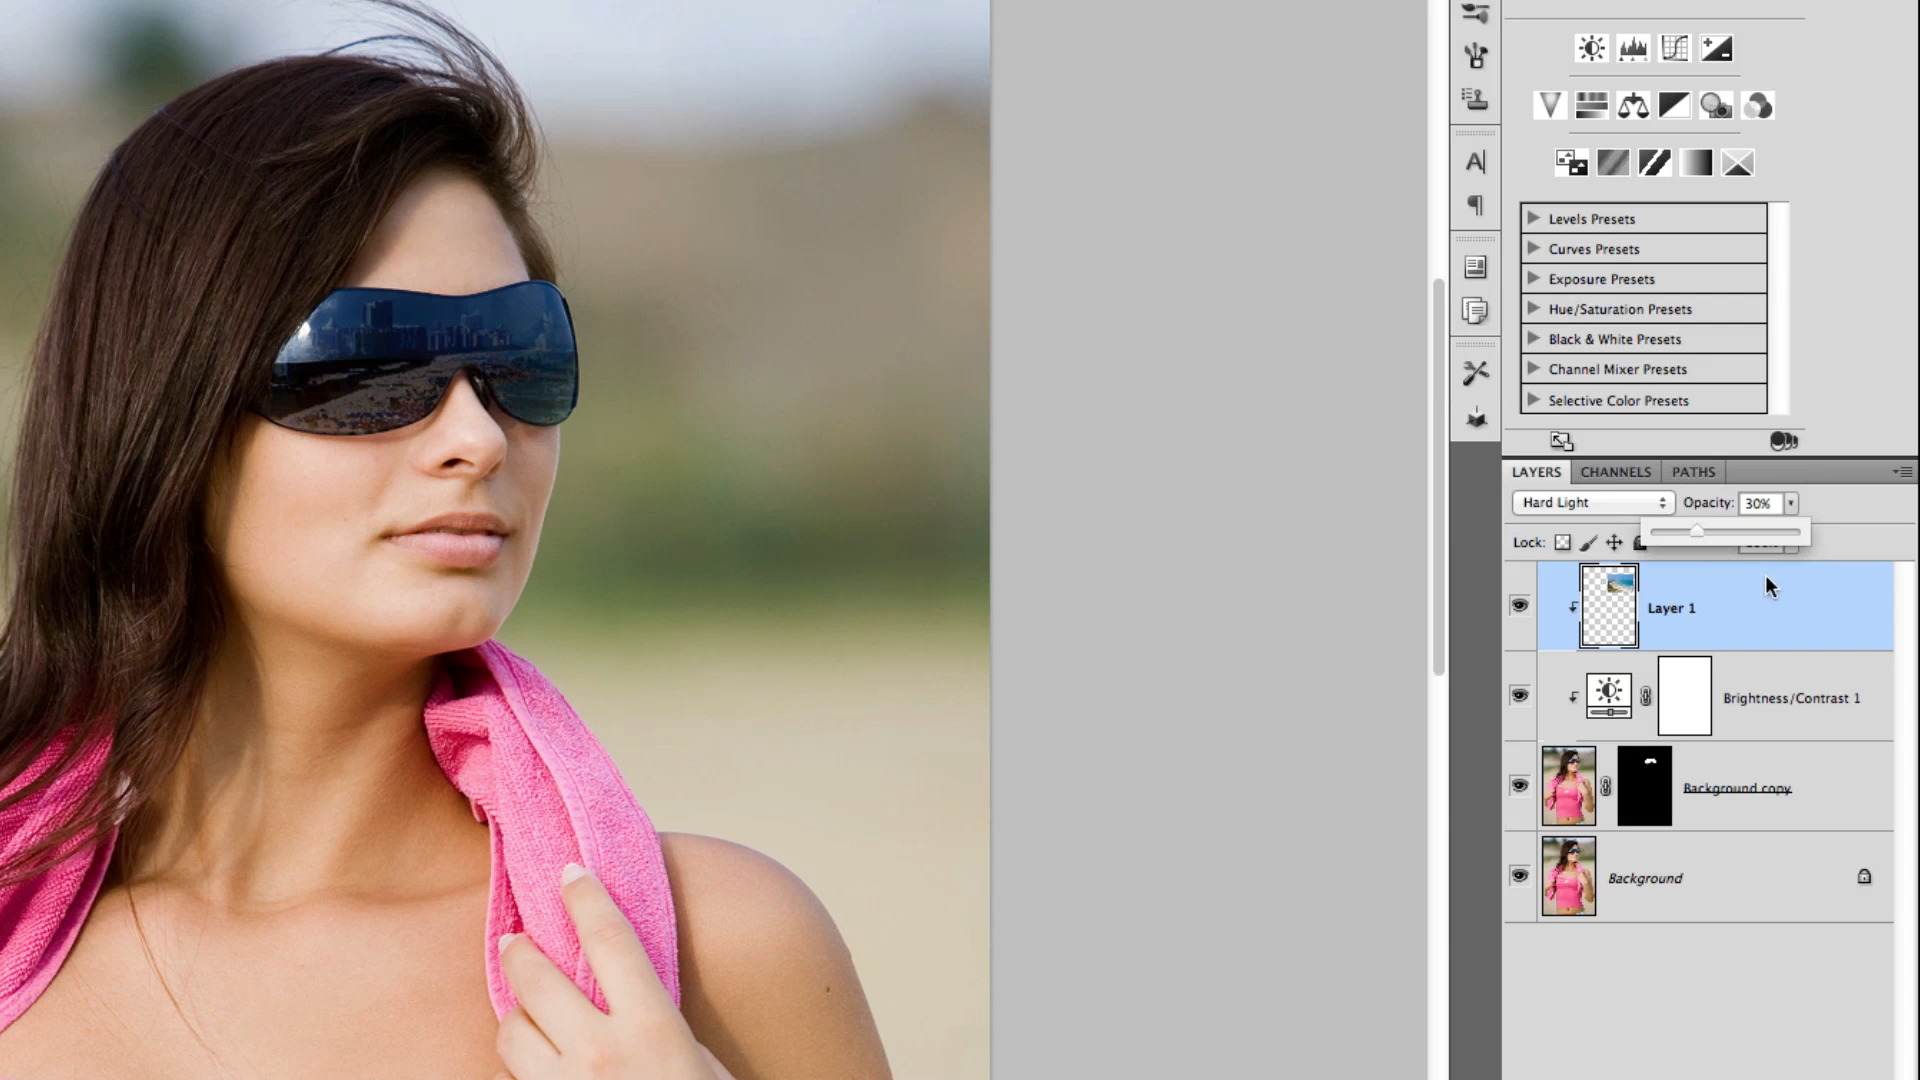 A
Levels Presets
Curves Presets
Exposure Presets
Hue/Saturation Presets
Black & White Presets
Channel Mixer Presets
Selective Color Presets
LAYERS CHANNELS PATHS
Hard Light Opacity: 30%
Lock:
Layer 1
Brightness/Contrast 1
Background copy
Background